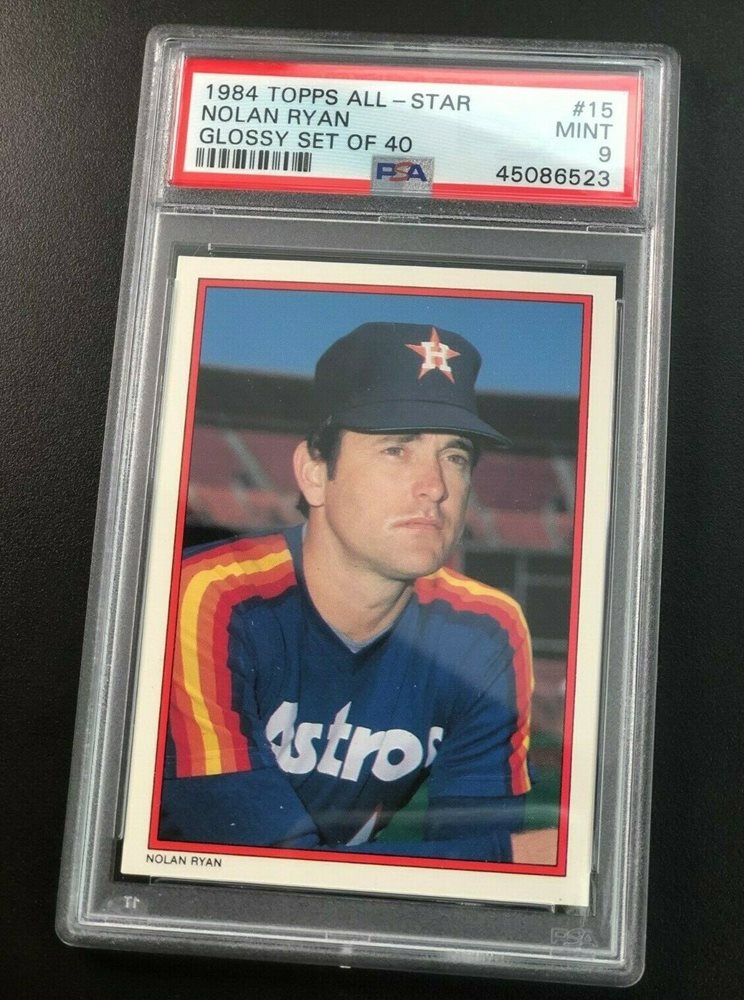 1984 TOPPS ALL-STAR #15
NOLAN RYAN MINT
GLOSSY SET OF 40 9
PSA 45086523
H
Astros
NOLAN RYAN
PSA